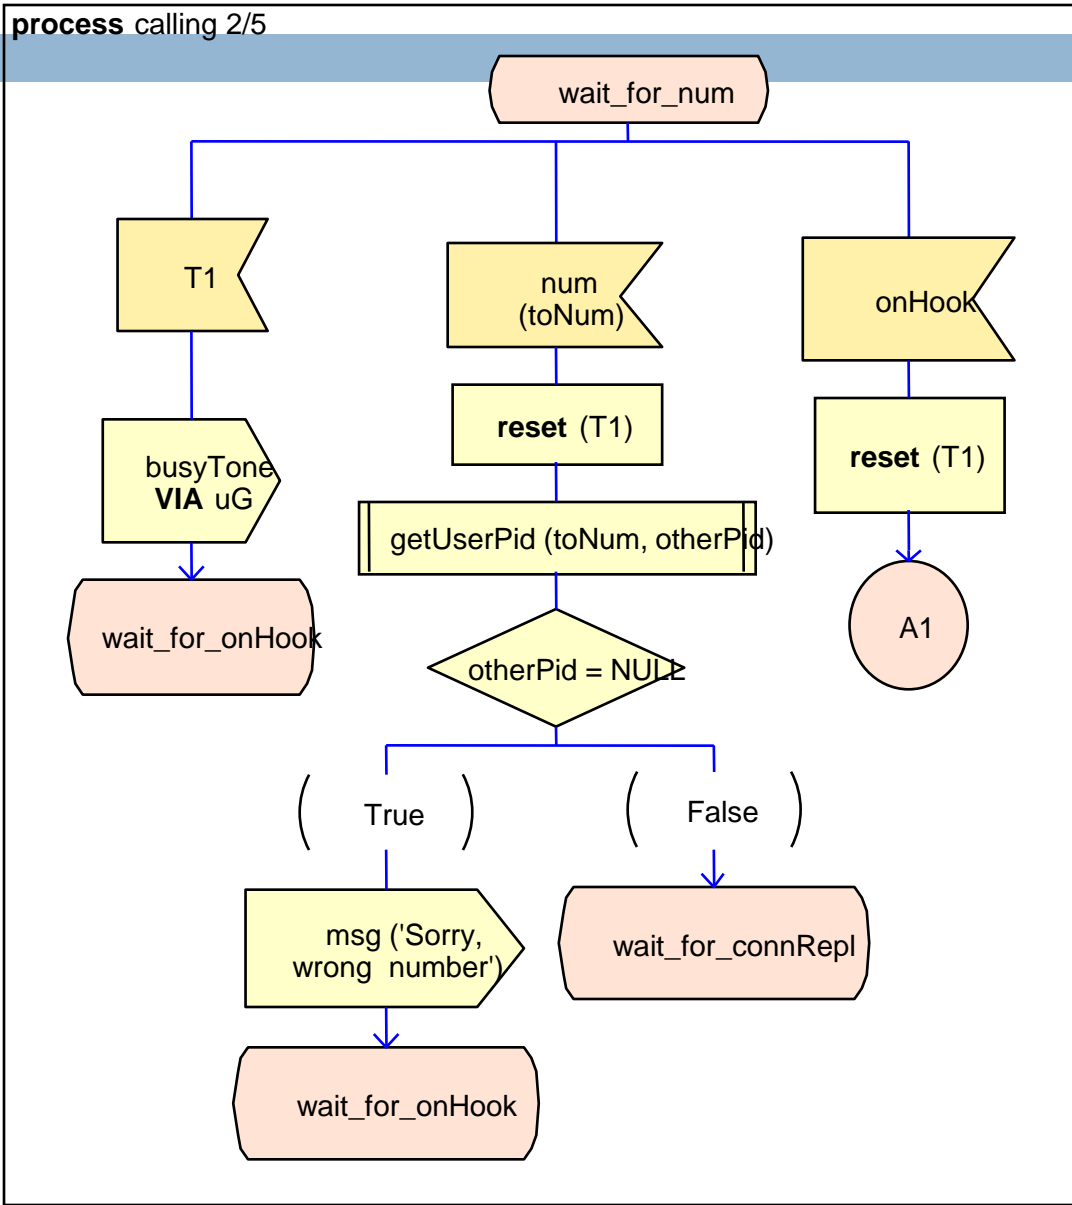 process calling 2/5
wait_for_num
T1
num
(toNum)
onHook
reset (T1)
reset (T1)
busyTone
VIA uG
getUserPid (toNum, otherPid)
wait_for_onHook
A1
otherPid = NULL
True
False
msg ('Sorry,
wrong number')
wait_for_connRepl
wait_for_onHook